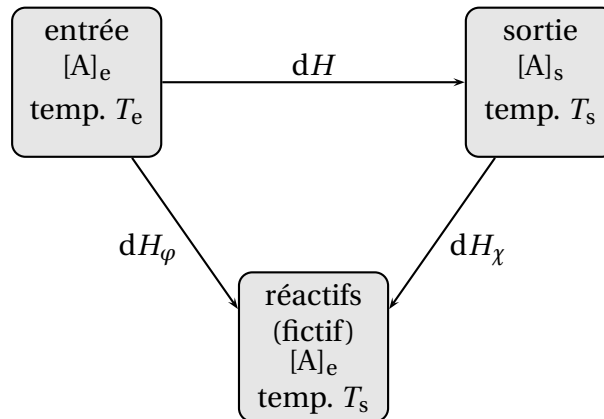 entrée
[A]e
temp. Te
dH
sortie
[A]s
temp. Ts
dHφ
dHχ
réactifs
(fictif)
[A]e
temp. Ts